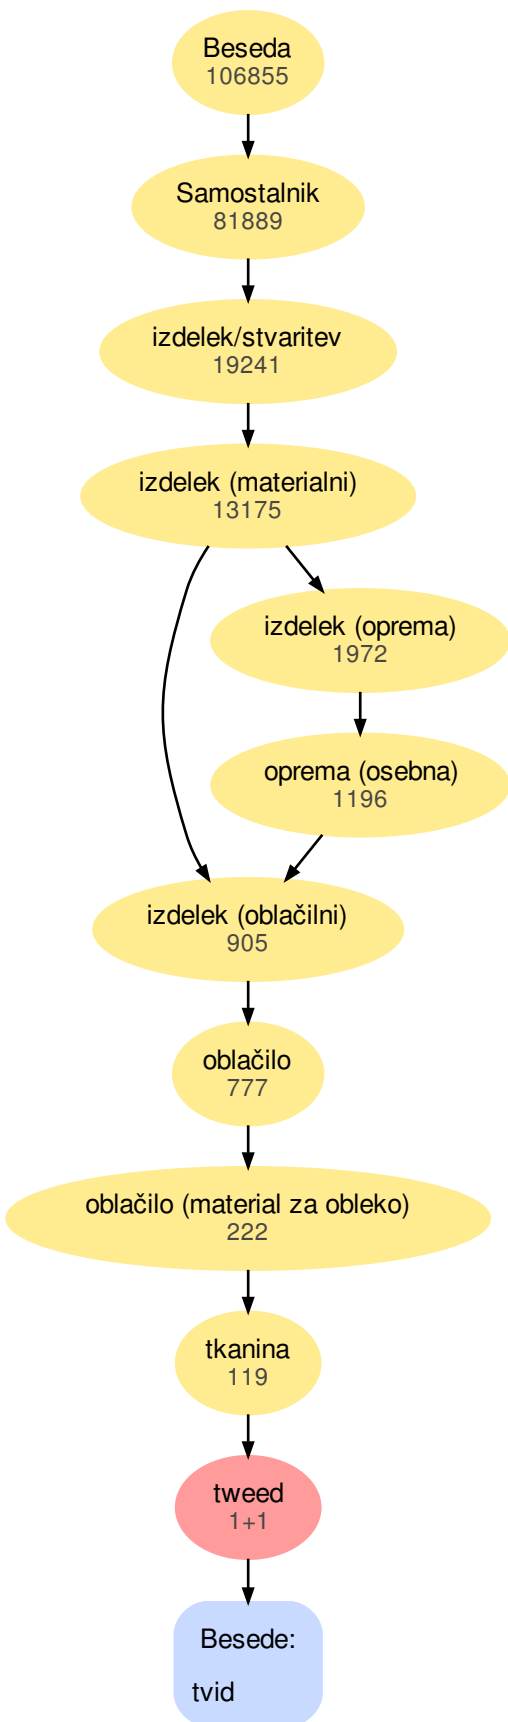 Beseda
106855
Samostalnik
81889
izdelek/stvaritev
19241
izdelek (materialni)
13175
izdelek (oprema)
1972
oprema (osebna)
1196
izdelek (oblačilni)
905
oblačilo
777
oblačilo (material za obleko)
222
tkanina
119
tweed
1+1
Besede:
tvid